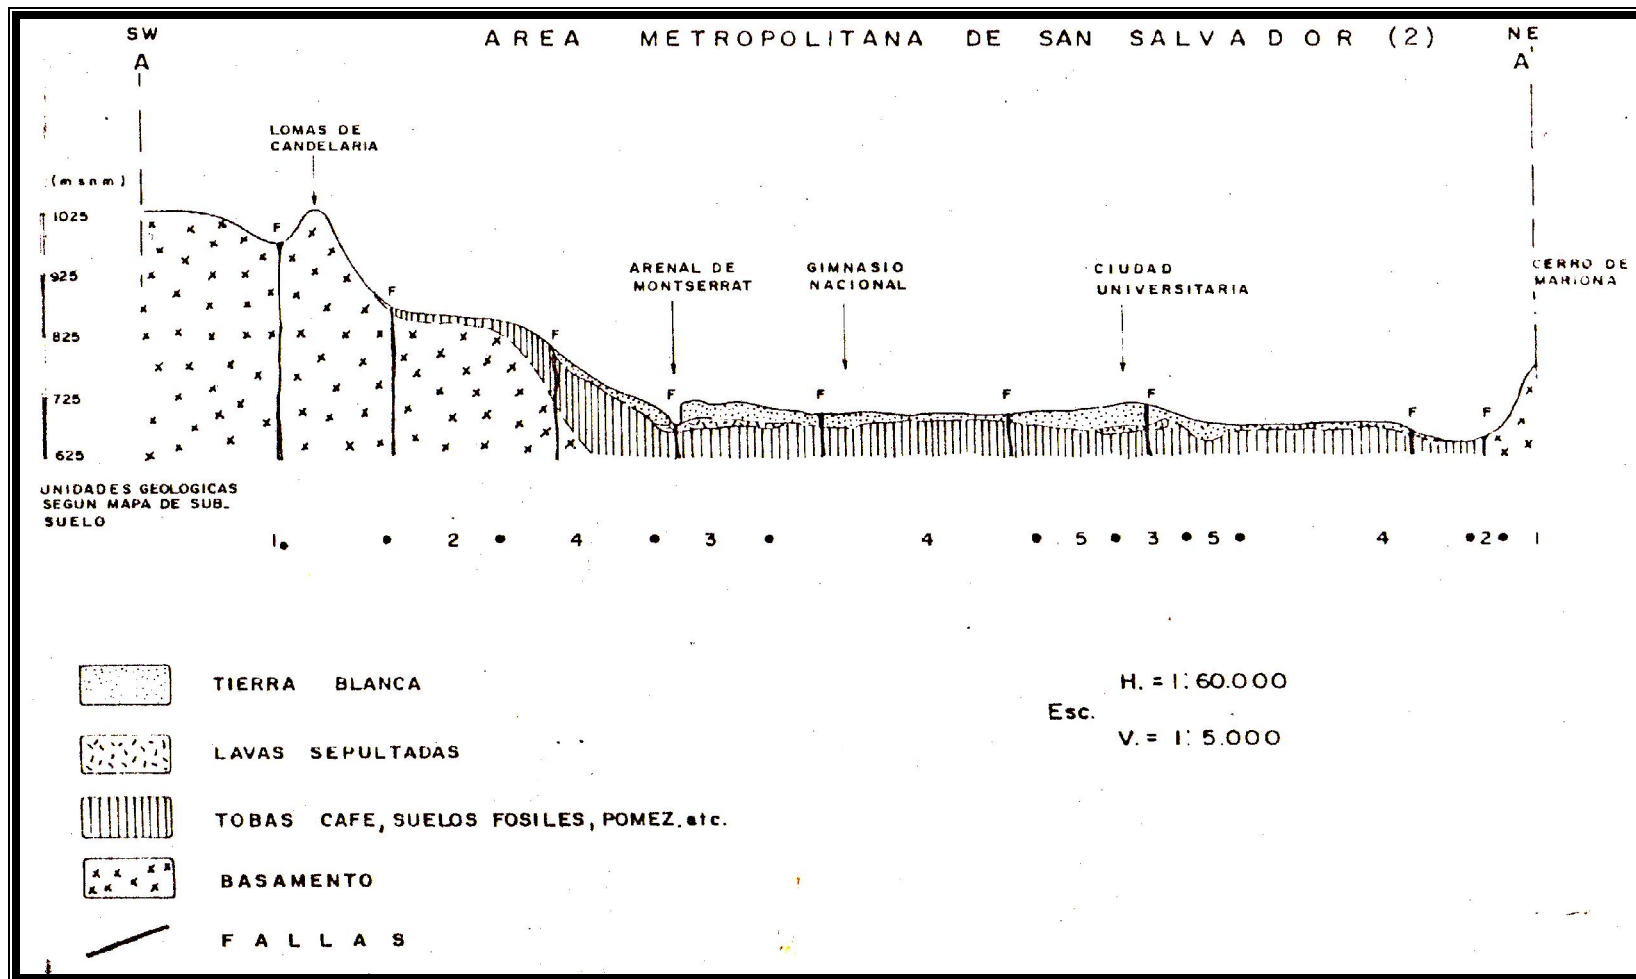 SW
AREA METROPOLITANA DE SAN SALVADOR (2)
NE
A
A'
LOMAS DE
CANDELARIA
(msnm)
1025
925
825
725
625
F
F
F
F
F
F
F
F
F
ARENAL DE
MONTSERRAT
GIMNASIO
NACIONAL
CIUDAD
UNIVERSITARIA
CERRO DE
MARIONA
UNIDADES GEOLOGICAS
SEGUN MAPA DE SUB-
SUELO
1 2 4 3 4 5 3 5 4 2 1
TIERRA BLANCA
LAVAS SEPULTADAS
TOBAS CAFE, SUELOS FOSILES, POMEZ. etc.
BASAMENTO
FALLAS
Esc.
H. = 1:60.000
V. = 1:5.000